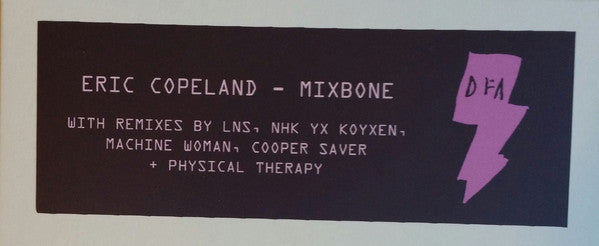 ERIC COPELAND - MIXBONE
WITH REMIXES BY LNS, NHK YX KOYXEN,
MACHINE WOMAN, COOPER SAVER
+ PHYSICAL THERAPY
DFA